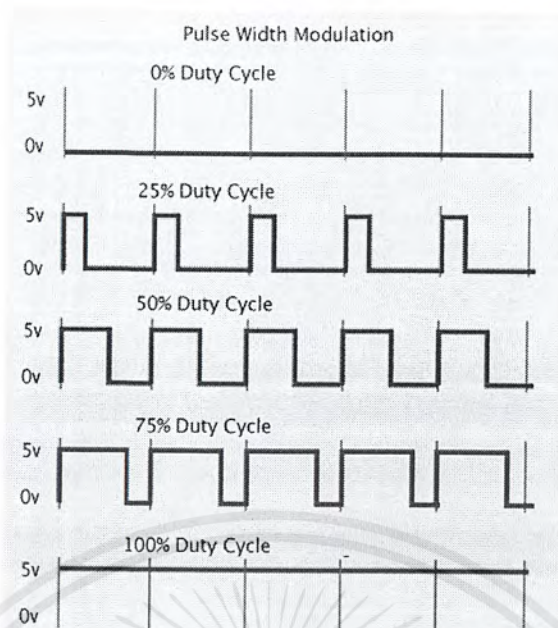 Pulse Width Modulation
0% Duty Cycle
5v
0v
25% Duty Cycle
5v
0v
50% Duty Cycle
5v
0v
75% Duty Cycle
5v
0v
100% Duty Cycle
5v
0v